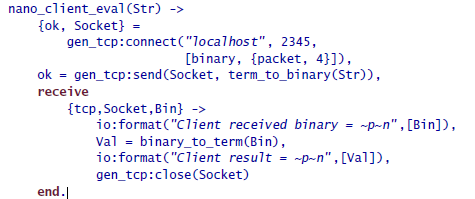 nano_client_eval(Str) ->
    {ok, Socket} =
        gen_tcp:connect("localhost", 2345,
                        [binary, {packet, 4}]),
    ok = gen_tcp:send(Socket, term_to_binary(Str)),
    receive
        {tcp,Socket,Bin} ->
            io:format("Client received binary = ~p~n",[Bin]),
            Val = binary_to_term(Bin),
            io:format("Client result = ~p~n",[Val]),
            gen_tcp:close(Socket)
    end.